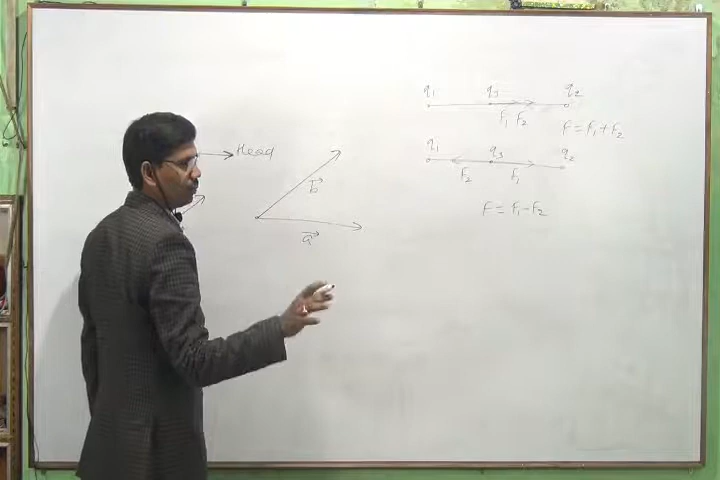 Head
b
a
q1 q3 q2
F1 F2
F = F1 + F2
q1 q3 q2
F2 F1
F = F1 - F2